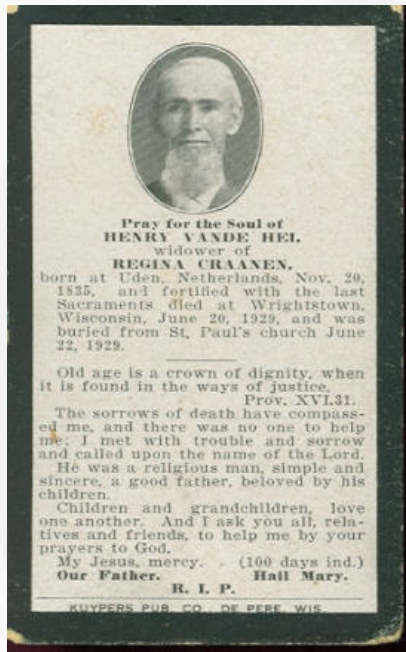 Pray for the Soul of
HENRY VANDE HEI,
widower of
REGINA CRAANEN,
born at Uden, Netherlands, Nov. 20,
1835, and fortified with the last
Sacraments died at Wrightstown,
Wisconsin, June 20, 1929, and was
buried from St. Paul's church June
22, 1929.
Old age is a crown of dignity, when
it is found in the ways of justice,
Prov. XVI.31.
The sorrows of death have compass-
ed me, and there was no one to help
me; I met with trouble and sorrow
and called upon the name of the Lord.
He was a religious man, simple and
sincere, a good father, beloved by his
children.
Children and grandchildren, love
one another. And I ask you all, rela-
tives and friends, to help me by your
prayers to God.
My Jesus, mercy. (100 days ind.)
Our Father. Hail Mary.
R. I. P.
KUYPERS PUB. CO., DE PERE, WIS.